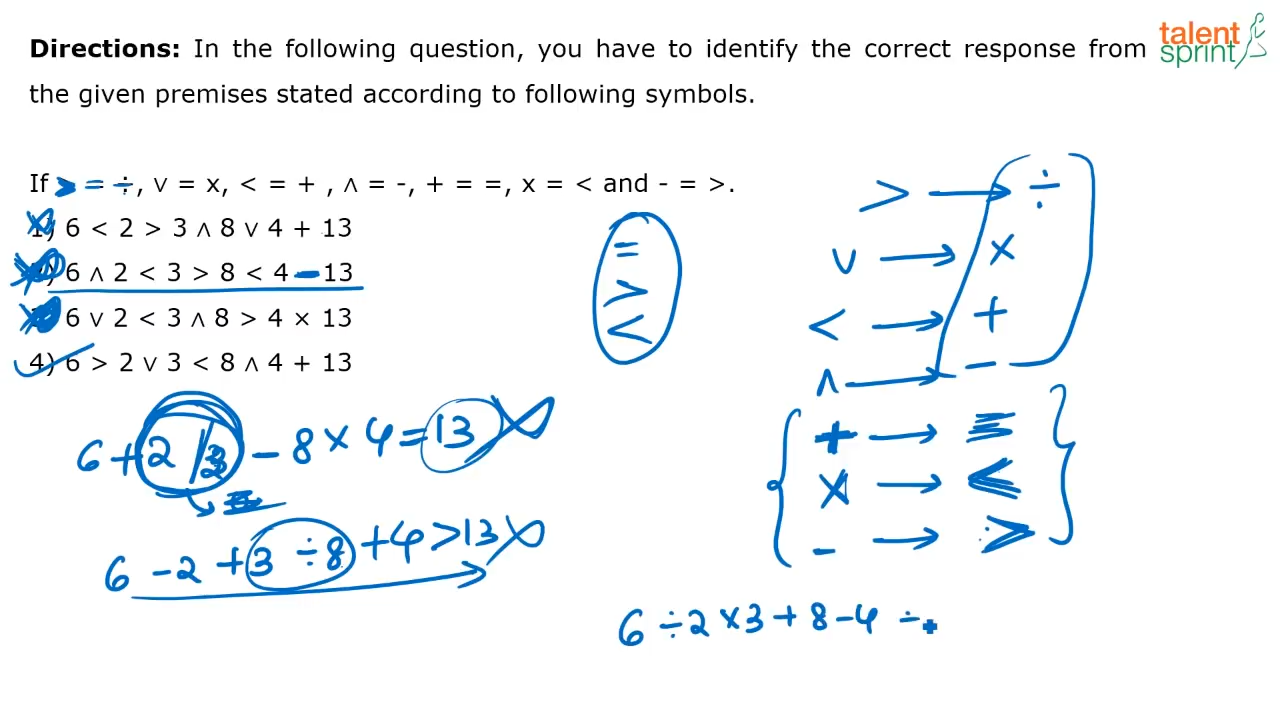 talent
sprint
Directions: In the following question, you have to identify the correct response from
the given premises stated according to following symbols.
If > = ÷, ∨ = x, < = + , ∧ = -, + = =, x = < and - = >.
1) 6 < 2 > 3 ∧ 8 ∨ 4 + 13
2) 6 ∧ 2 < 3 > 8 < 4 - 13
3) 6 ∨ 2 < 3 ∧ 8 > 4 × 13
4) 6 > 2 ∨ 3 < 8 ∧ 4 + 13
=
>
<
> → ÷
∨ → ×
< → +
∧ → -
+ → =
× → <
- → >
6 + 2 / 3 - 8 × 4 = 13
6 - 2 + 3 ÷ 8 + 4 > 13
6 ÷ 2 × 3 + 8 - 4